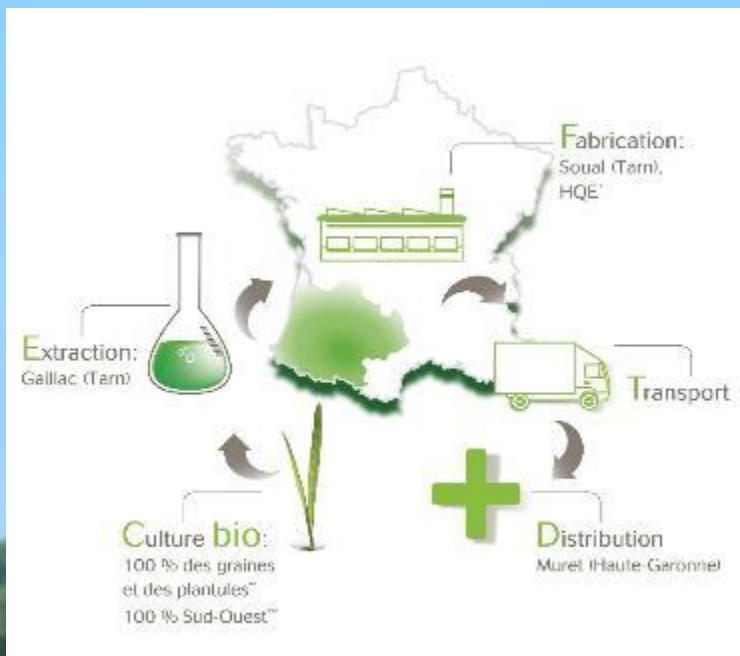 Fabrication:
Soual (Tarn),
HQE*
Extraction:
Gaillac (Tarn)
Transport
Culture bio:
100 % des graines
et des plantules**
100 % Sud-Ouest***
Distribution
Muret (Haute-Garonne)